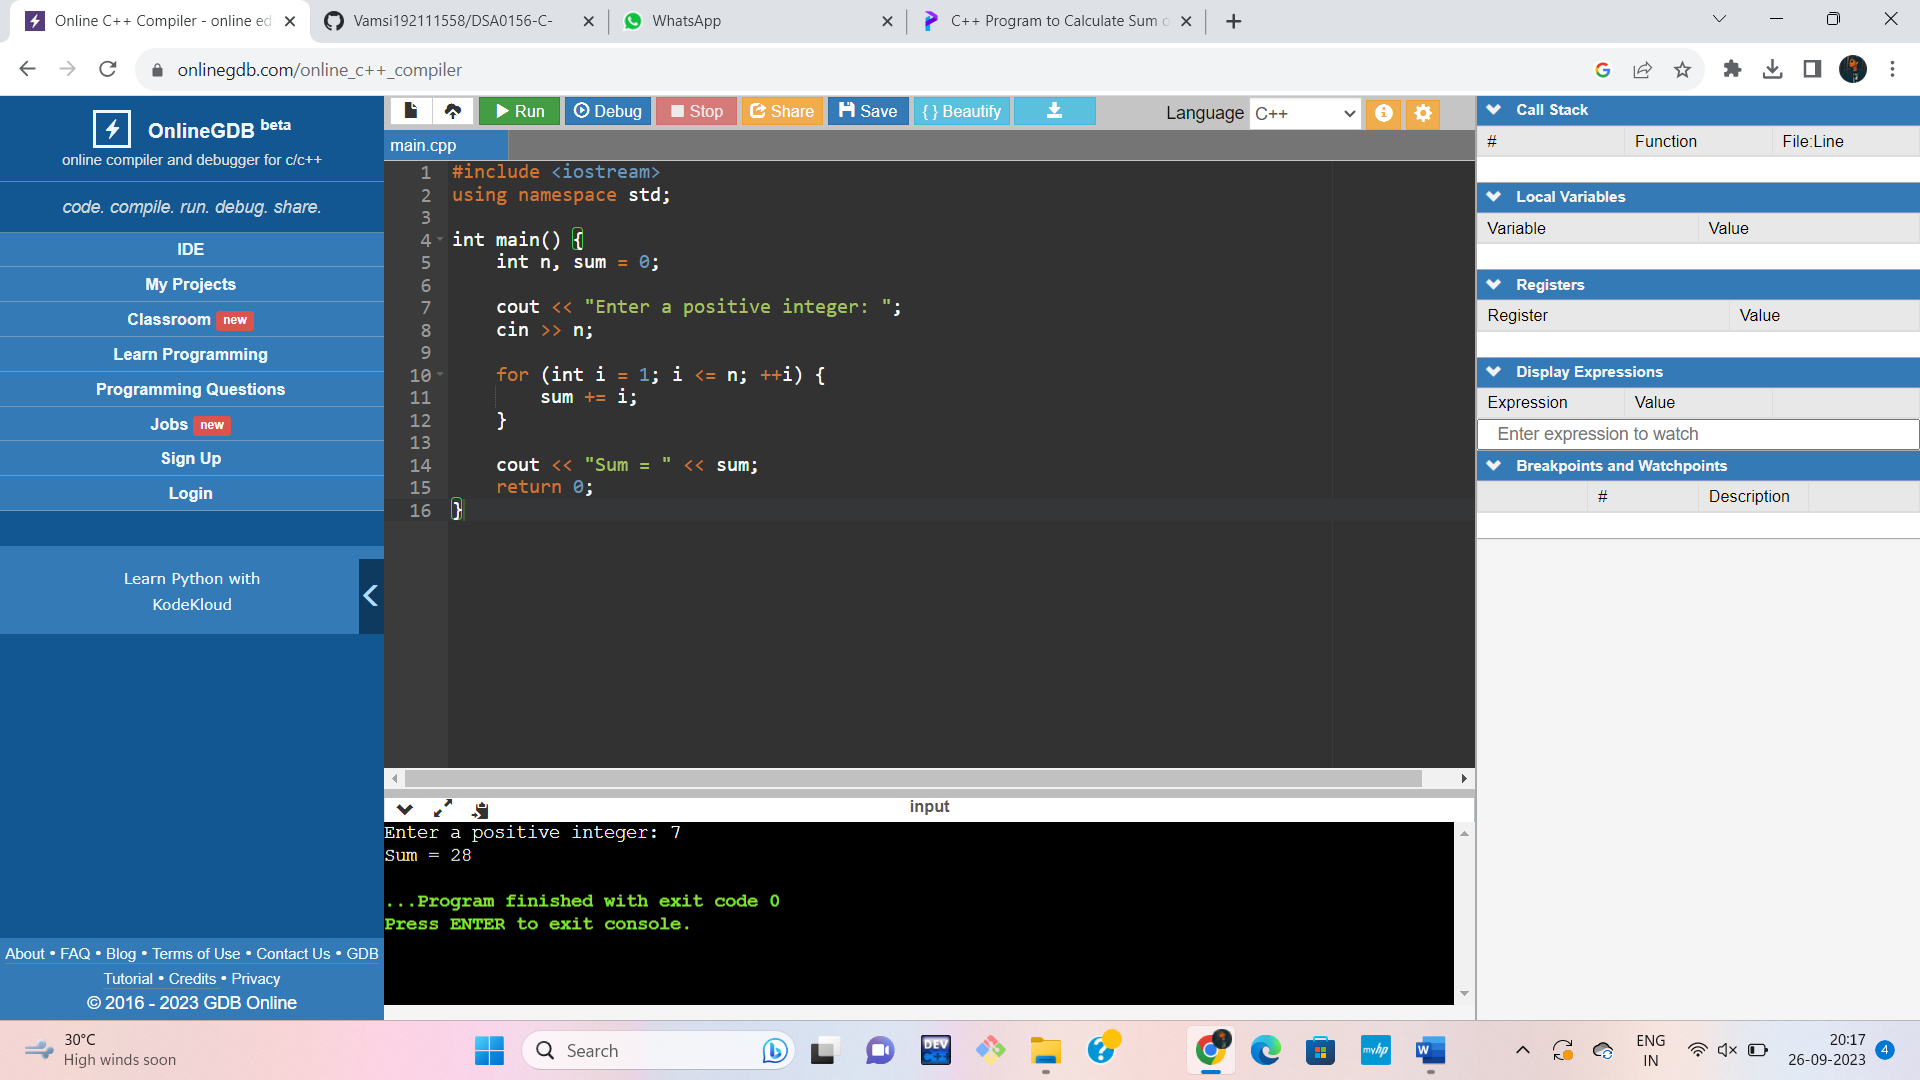 Online C++ Compiler - online ed
Vamsi192111558/DSA0156-C-
WhatsApp
C++ Program to Calculate Sum o
onlinegdb.com/online_c++_compiler
OnlineGDB beta
online compiler and debugger for c/c++
code. compile. run. debug. share.
IDE
My Projects
Classroom new
Learn Programming
Programming Questions
Jobs new
Sign Up
Login
Learn Python with
KodeKloud
About • FAQ • Blog • Terms of Use • Contact Us • GDB
Tutorial • Credits • Privacy
© 2016 - 2023 GDB Online
Run Debug Stop Share Save { } Beautify
Language C++
main.cpp
1 #include <iostream>
2 using namespace std;
3
4 int main() {
5 int n, sum = 0;
6
7 cout << "Enter a positive integer: ";
8 cin >> n;
9
10 for (int i = 1; i <= n; ++i) {
11 sum += i;
12 }
13
14 cout << "Sum = " << sum;
15 return 0;
16 }
input
Enter a positive integer: 7
Sum = 28
...Program finished with exit code 0
Press ENTER to exit console.
Call Stack
# Function File:Line
Local Variables
Variable Value
Registers
Register Value
Display Expressions
Expression Value
Enter expression to watch
Breakpoints and Watchpoints
# Description
30°C
High winds soon
Search
DEV
C++
myhp
W
ENG
IN
20:17
26-09-2023
4